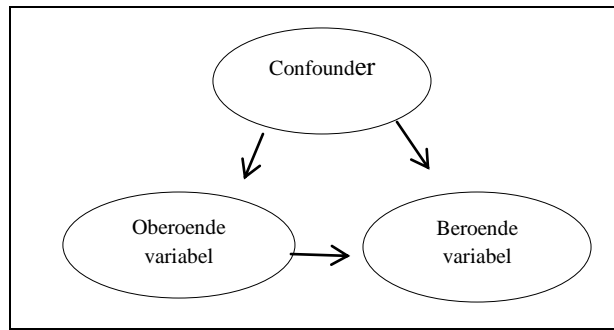 Confounder
Oberoende
variabel
Beroende
variabel